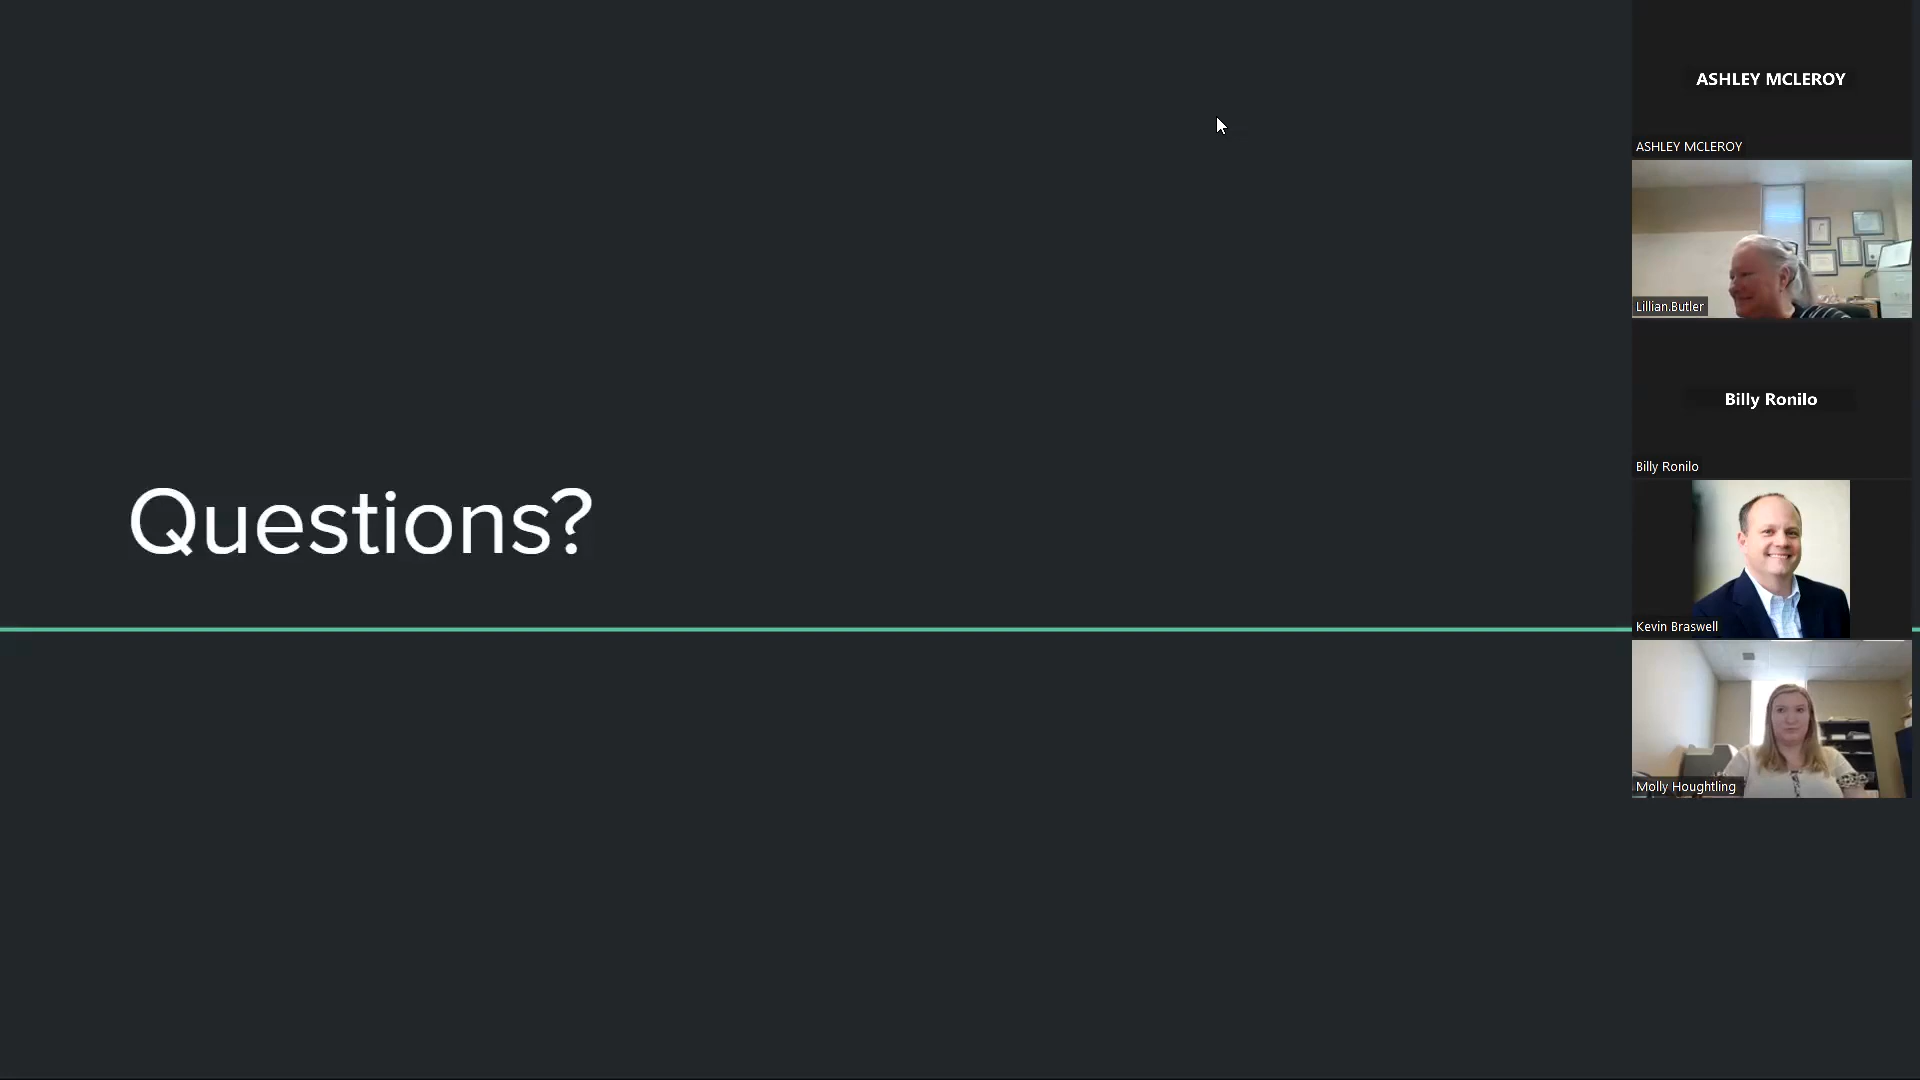 Questions?
ASHLEY MCLEROY
ASHLEY MCLEROY
Lillian.Butler
Billy Ronilo
Billy Ronilo
Kevin Braswell
Molly Houghtling